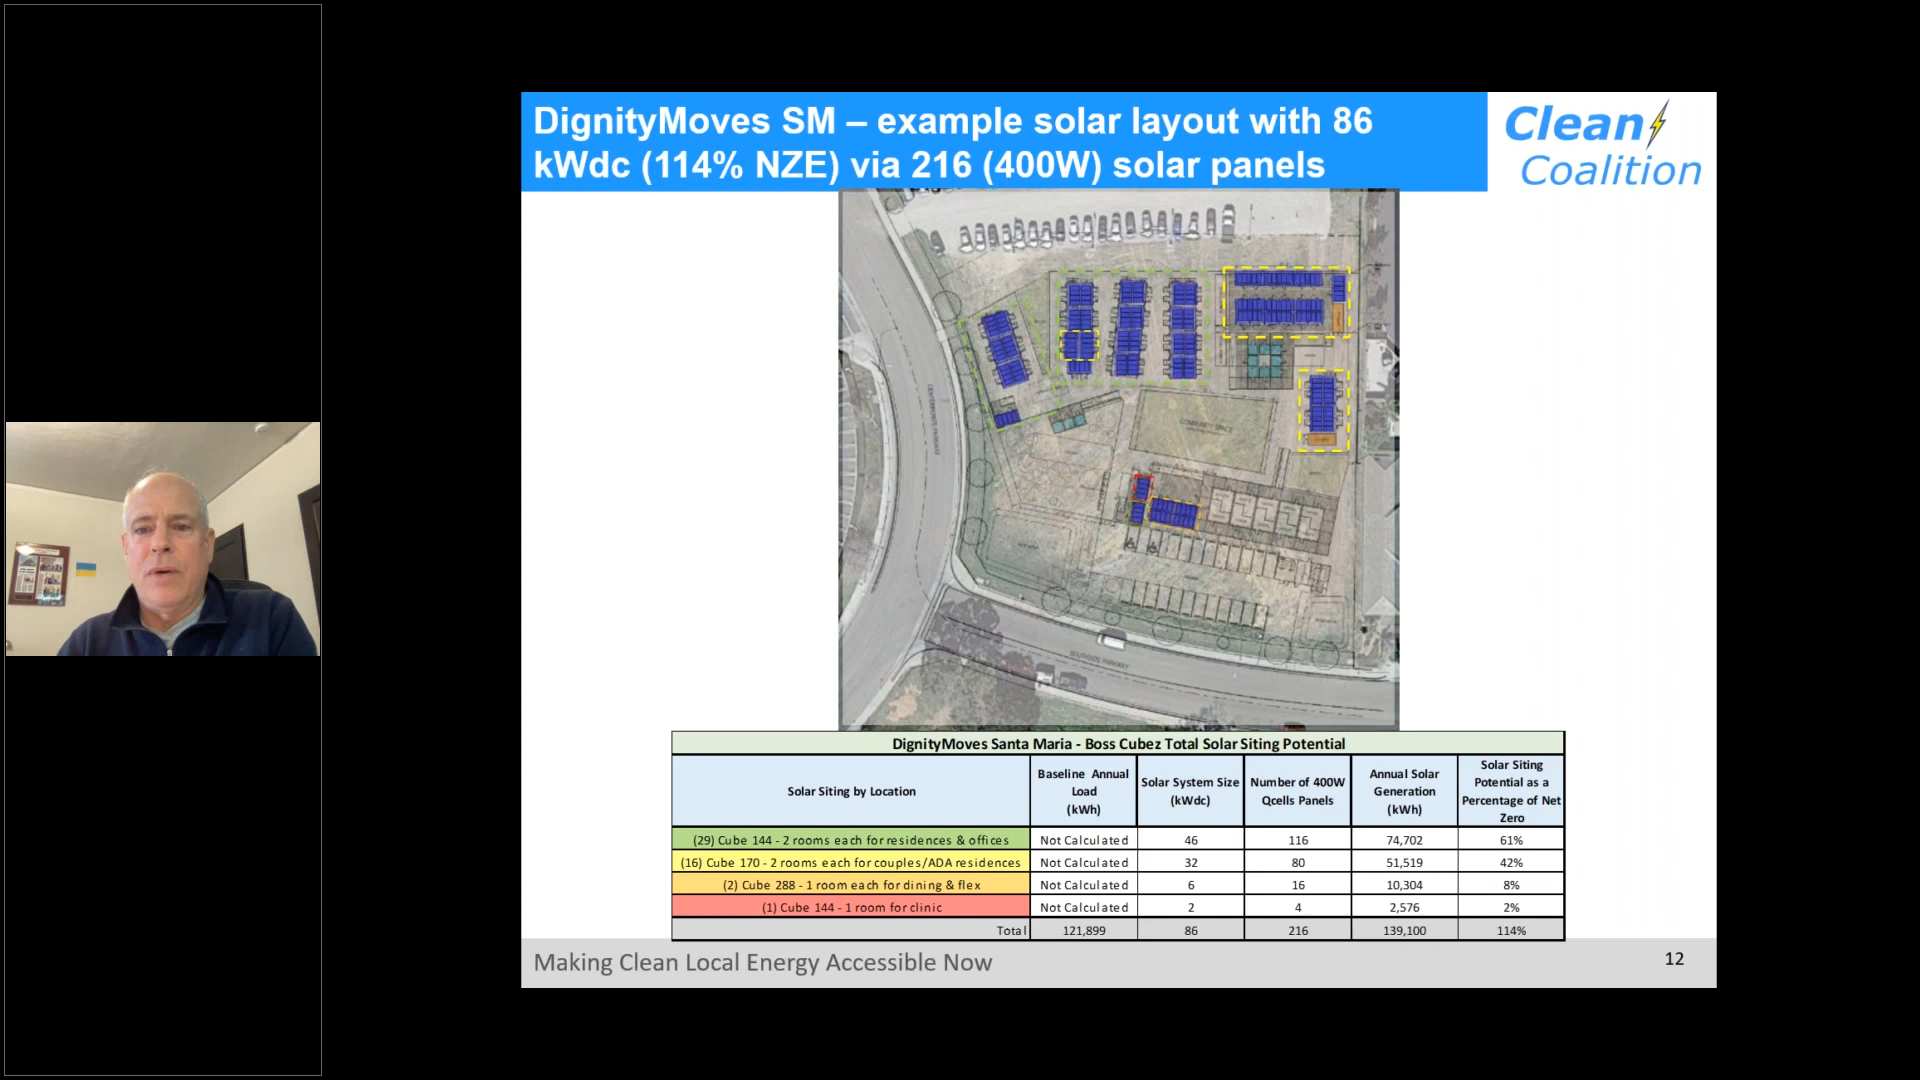 DignityMoves SM – example solar layout with 86
kWdc (114% NZE) via 216 (400W) solar panels
Clean
Coalition
COMMUNITY SPACE
SOUTHSIDE PARKWAY
DignityMoves Santa Maria - Boss Cubez Total Solar Siting Potential
Solar Siting by Location | Baseline Annual Load (kWh) | Solar System Size (kWdc) | Number of 400W Qcells Panels | Annual Solar Generation (kWh) | Solar Siting Potential as a Percentage of Net Zero
(29) Cube 144 - 2 rooms each for residences & offices | Not Calculated | 46 | 116 | 74,702 | 61%
(16) Cube 170 - 2 rooms each for couples/ADA residences | Not Calculated | 32 | 80 | 51,519 | 42%
(2) Cube 288 - 1 room each for dining & flex | Not Calculated | 6 | 16 | 10,304 | 8%
(1) Cube 144 - 1 room for clinic | Not Calculated | 2 | 4 | 2,576 | 2%
Total | 121,899 | 86 | 216 | 139,100 | 114%
Making Clean Local Energy Accessible Now
12